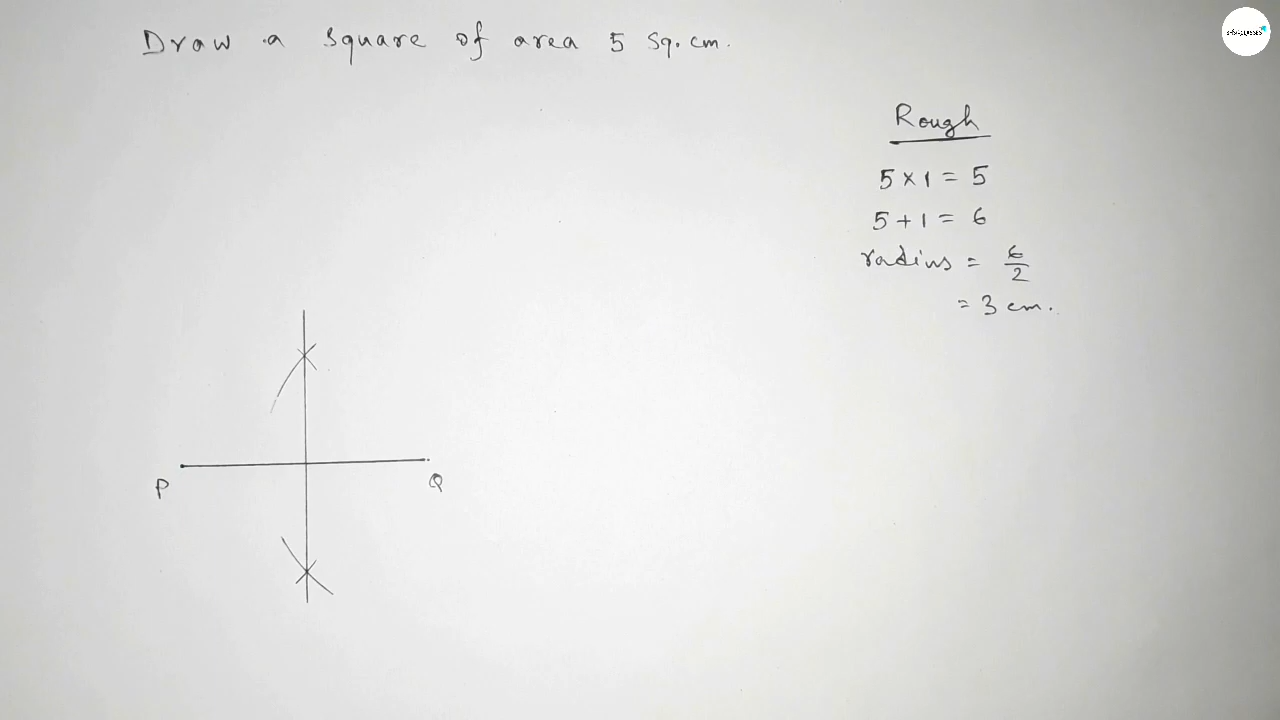 Draw a square of area 5 sq. cm.
Rough
5 × 1 = 5
5 + 1 = 6
radius = 6/2
= 3 cm.
P
Q